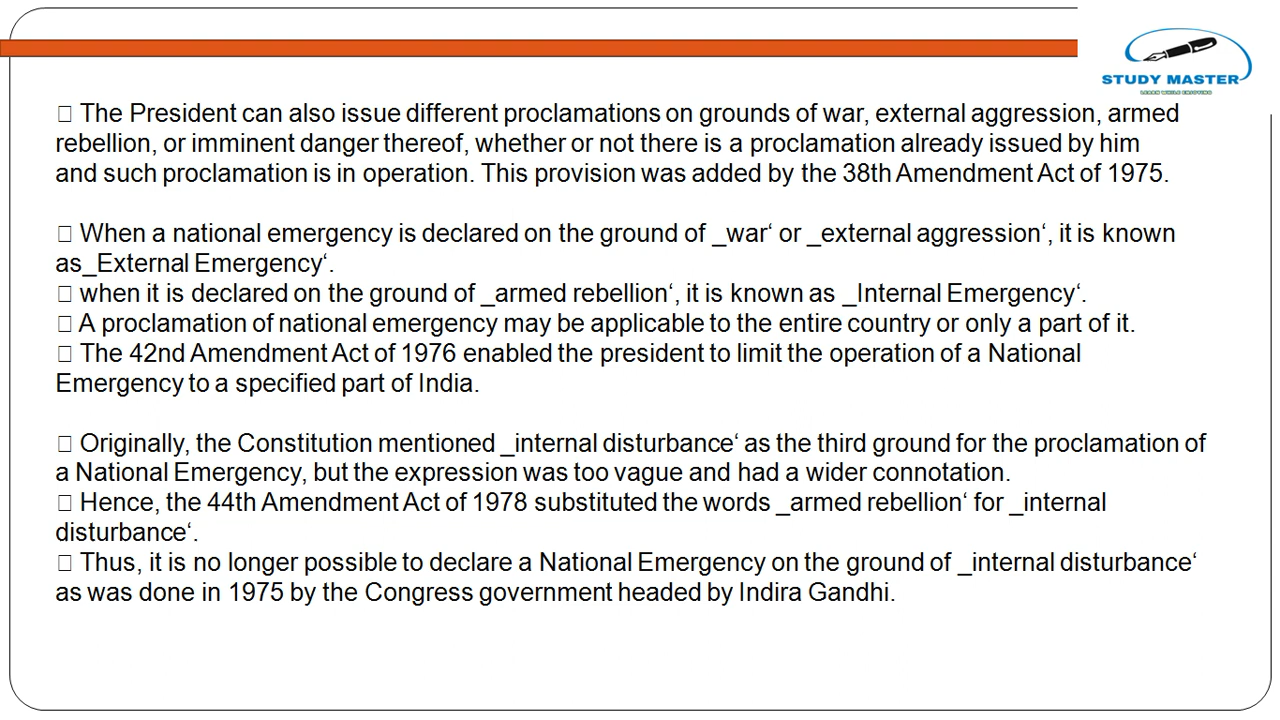 STUDY MASTER
LEARN WHILE ENJOYING
□ The President can also issue different proclamations on grounds of war, external aggression, armed
rebellion, or imminent danger thereof, whether or not there is a proclamation already issued by him
and such proclamation is in operation. This provision was added by the 38th Amendment Act of 1975.
□ When a national emergency is declared on the ground of _war‘ or _external aggression‘, it is known
as_External Emergency‘.
□ when it is declared on the ground of _armed rebellion‘, it is known as _Internal Emergency‘.
□ A proclamation of national emergency may be applicable to the entire country or only a part of it.
□ The 42nd Amendment Act of 1976 enabled the president to limit the operation of a National
Emergency to a specified part of India.
□ Originally, the Constitution mentioned _internal disturbance‘ as the third ground for the proclamation of
a National Emergency, but the expression was too vague and had a wider connotation.
□ Hence, the 44th Amendment Act of 1978 substituted the words _armed rebellion‘ for _internal
disturbance‘.
□ Thus, it is no longer possible to declare a National Emergency on the ground of _internal disturbance‘
as was done in 1975 by the Congress government headed by Indira Gandhi.